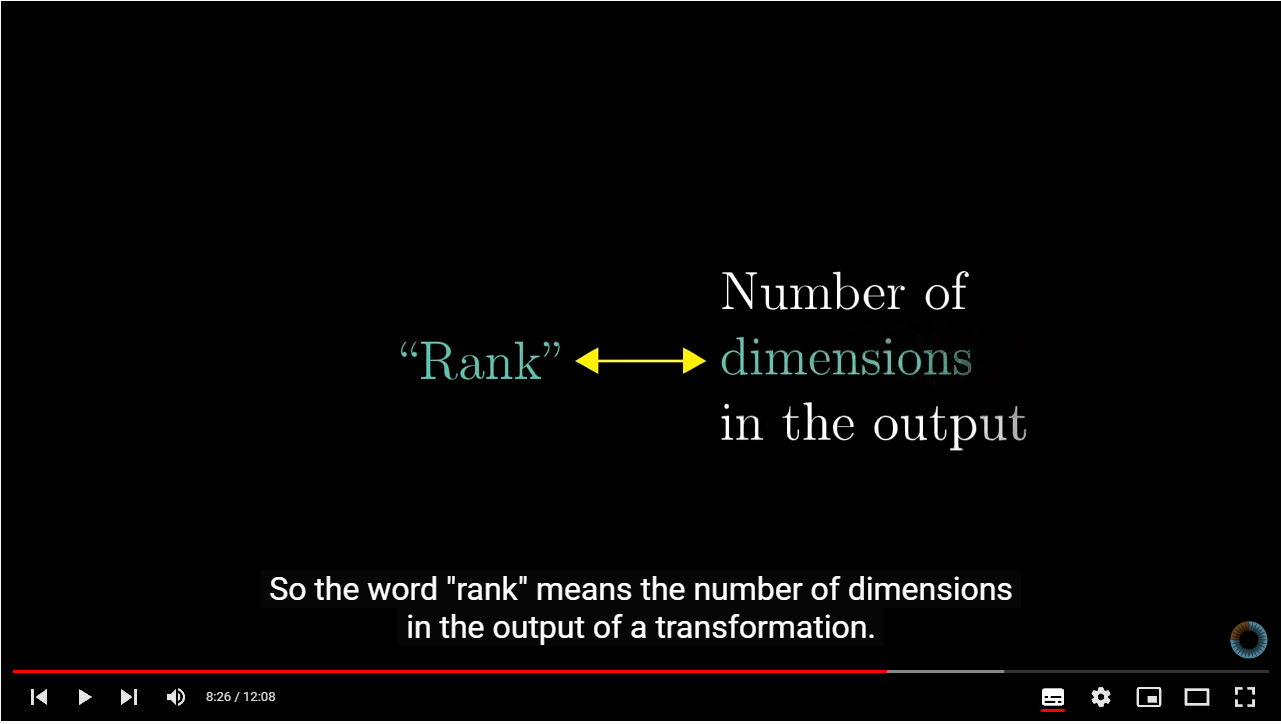 Number of
“Rank” dimensions
in the output
So the word "rank" means the number of dimensions
in the output of a transformation.
8:26 / 12:08